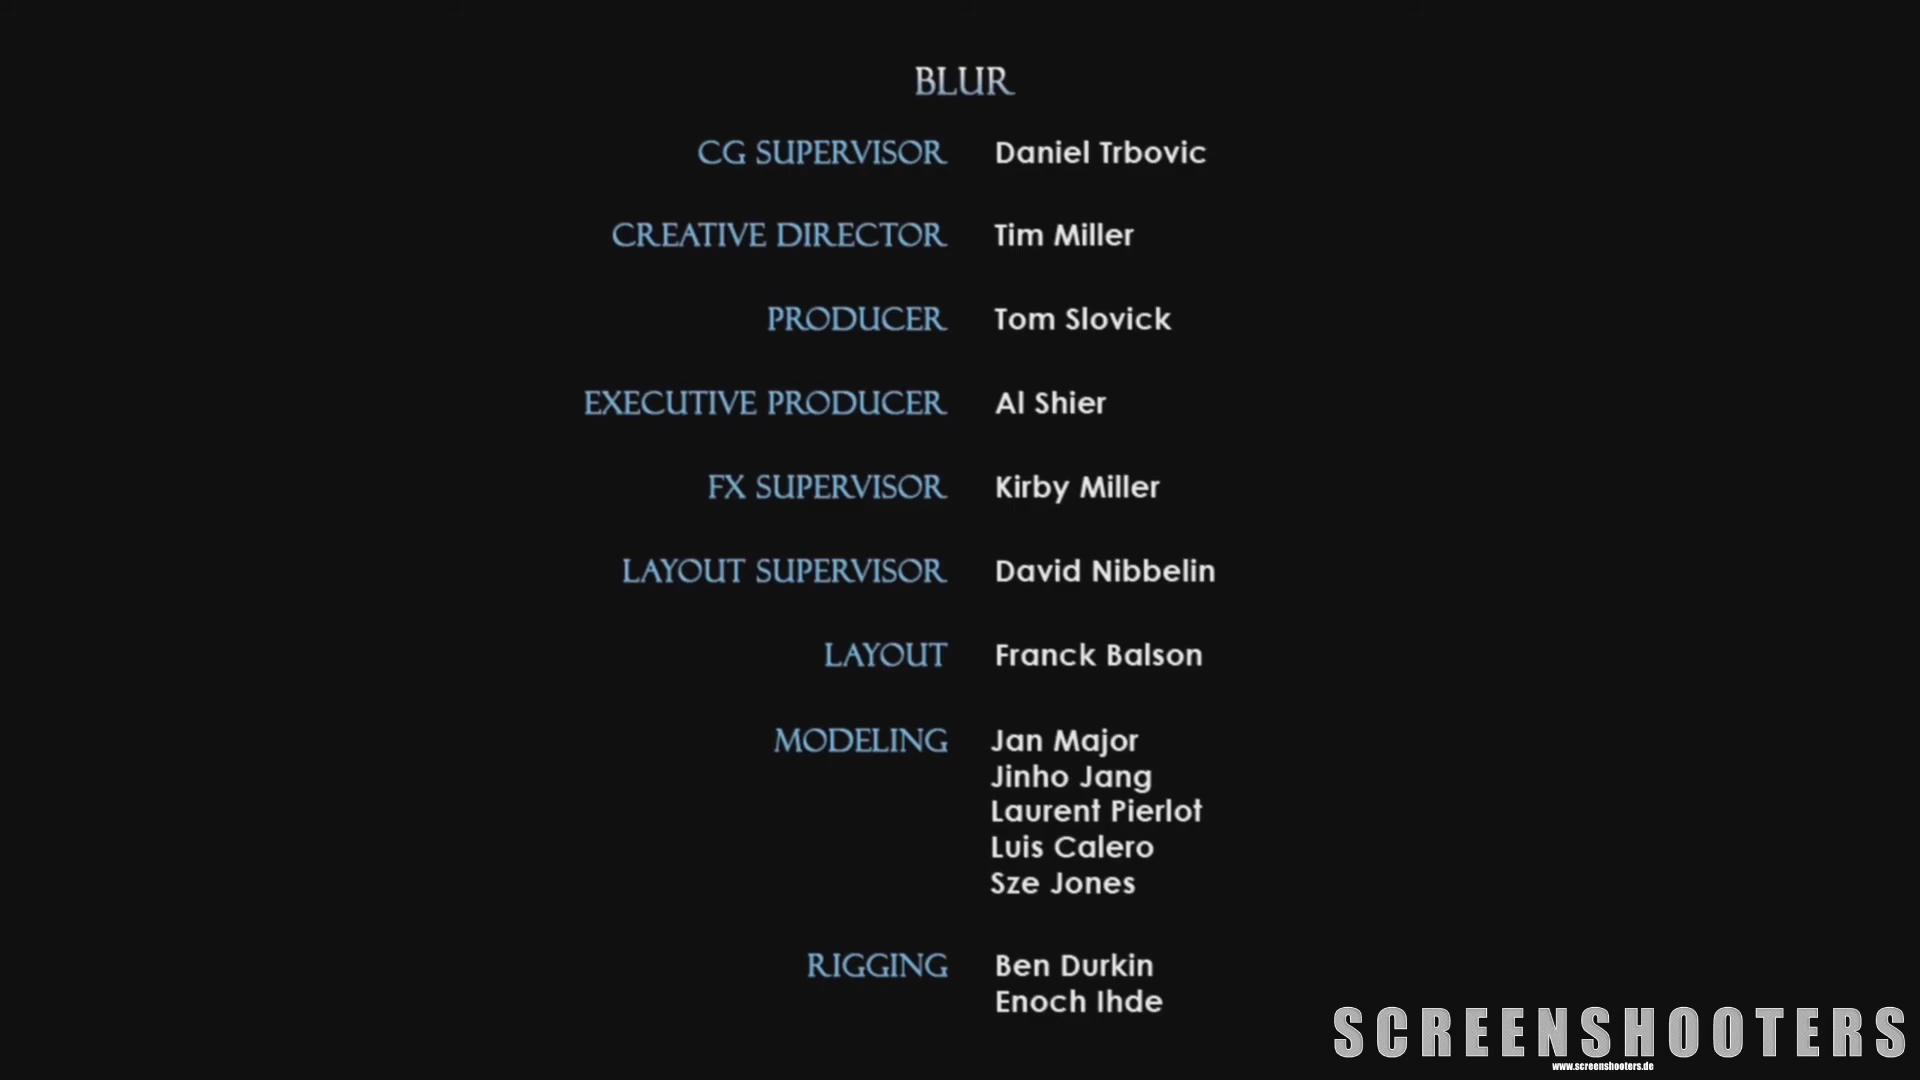 BLUR
CG SUPERVISOR Daniel Trbovic
CREATIVE DIRECTOR Tim Miller
PRODUCER Tom Slovick
EXECUTIVE PRODUCER Al Shier
FX SUPERVISOR Kirby Miller
LAYOUT SUPERVISOR David Nibbelin
LAYOUT Franck Balson
MODELING Jan Major
Jinho Jang
Laurent Pierlot
Luis Calero
Sze Jones
RIGGING Ben Durkin
Enoch Ihde
SCREENSHOOTERS
www.screenshooters.de